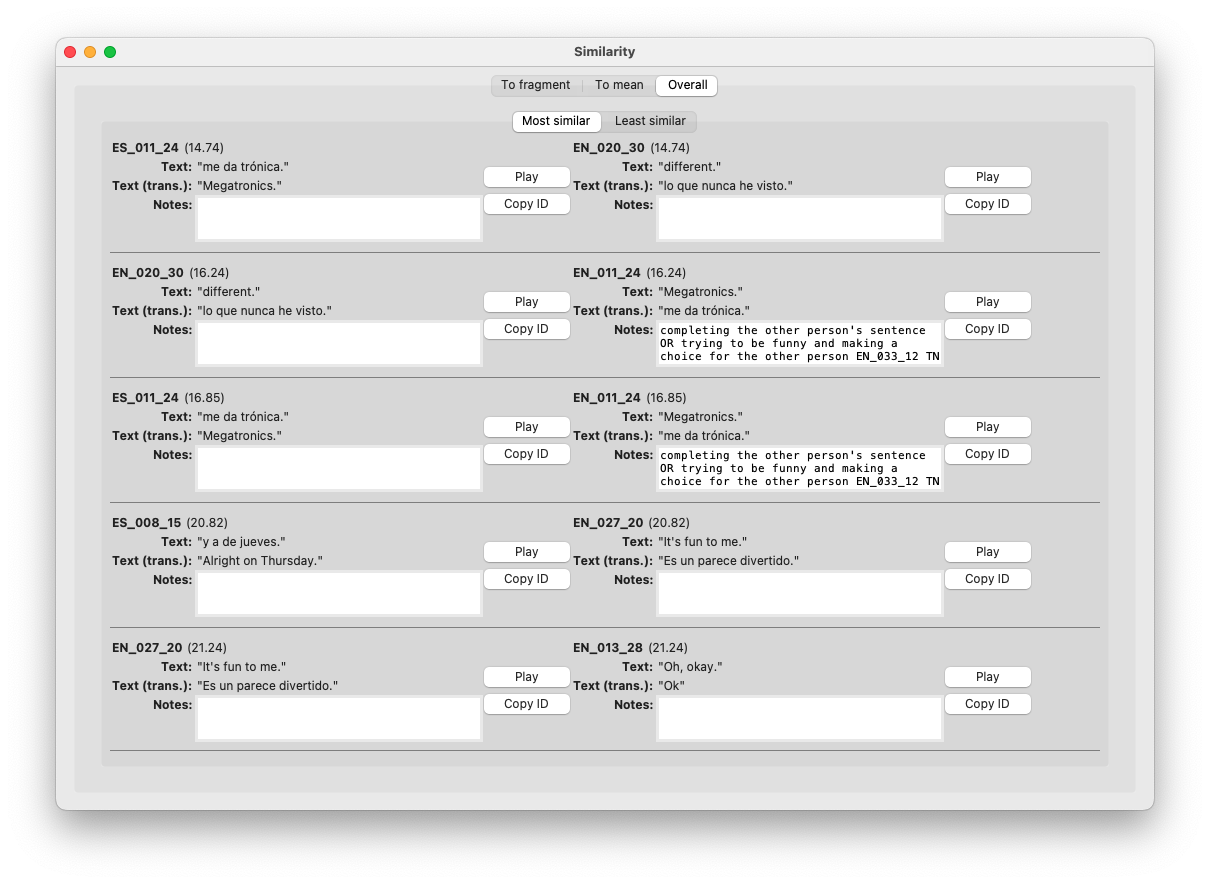 Similarity
To fragment To mean Overall
Most similar Least similar
ES_011_24 (14.74)
Text: "me da trónica."
Text (trans.): "Megatronics."
Notes:
Play
Copy ID
EN_020_30 (14.74)
Text: "different."
Text (trans.): "lo que nunca he visto."
Notes:
Play
Copy ID
EN_020_30 (16.24)
Text: "different."
Text (trans.): "lo que nunca he visto."
Notes:
Play
Copy ID
EN_011_24 (16.24)
Text: "Megatronics."
Text (trans.): "me da trónica."
Notes: completing the other person's sentence
OR trying to be funny and making a
choice for the other person EN_033_12 TN
Play
Copy ID
ES_011_24 (16.85)
Text: "me da trónica."
Text (trans.): "Megatronics."
Notes:
Play
Copy ID
EN_011_24 (16.85)
Text: "Megatronics."
Text (trans.): "me da trónica."
Notes: completing the other person's sentence
OR trying to be funny and making a
choice for the other person EN_033_12 TN
Play
Copy ID
ES_008_15 (20.82)
Text: "y a de jueves."
Text (trans.): "Alright on Thursday."
Notes:
Play
Copy ID
EN_027_20 (20.82)
Text: "It's fun to me."
Text (trans.): "Es un parece divertido."
Notes:
Play
Copy ID
EN_027_20 (21.24)
Text: "It's fun to me."
Text (trans.): "Es un parece divertido."
Notes:
Play
Copy ID
EN_013_28 (21.24)
Text: "Oh, okay."
Text (trans.): "Ok"
Notes:
Play
Copy ID